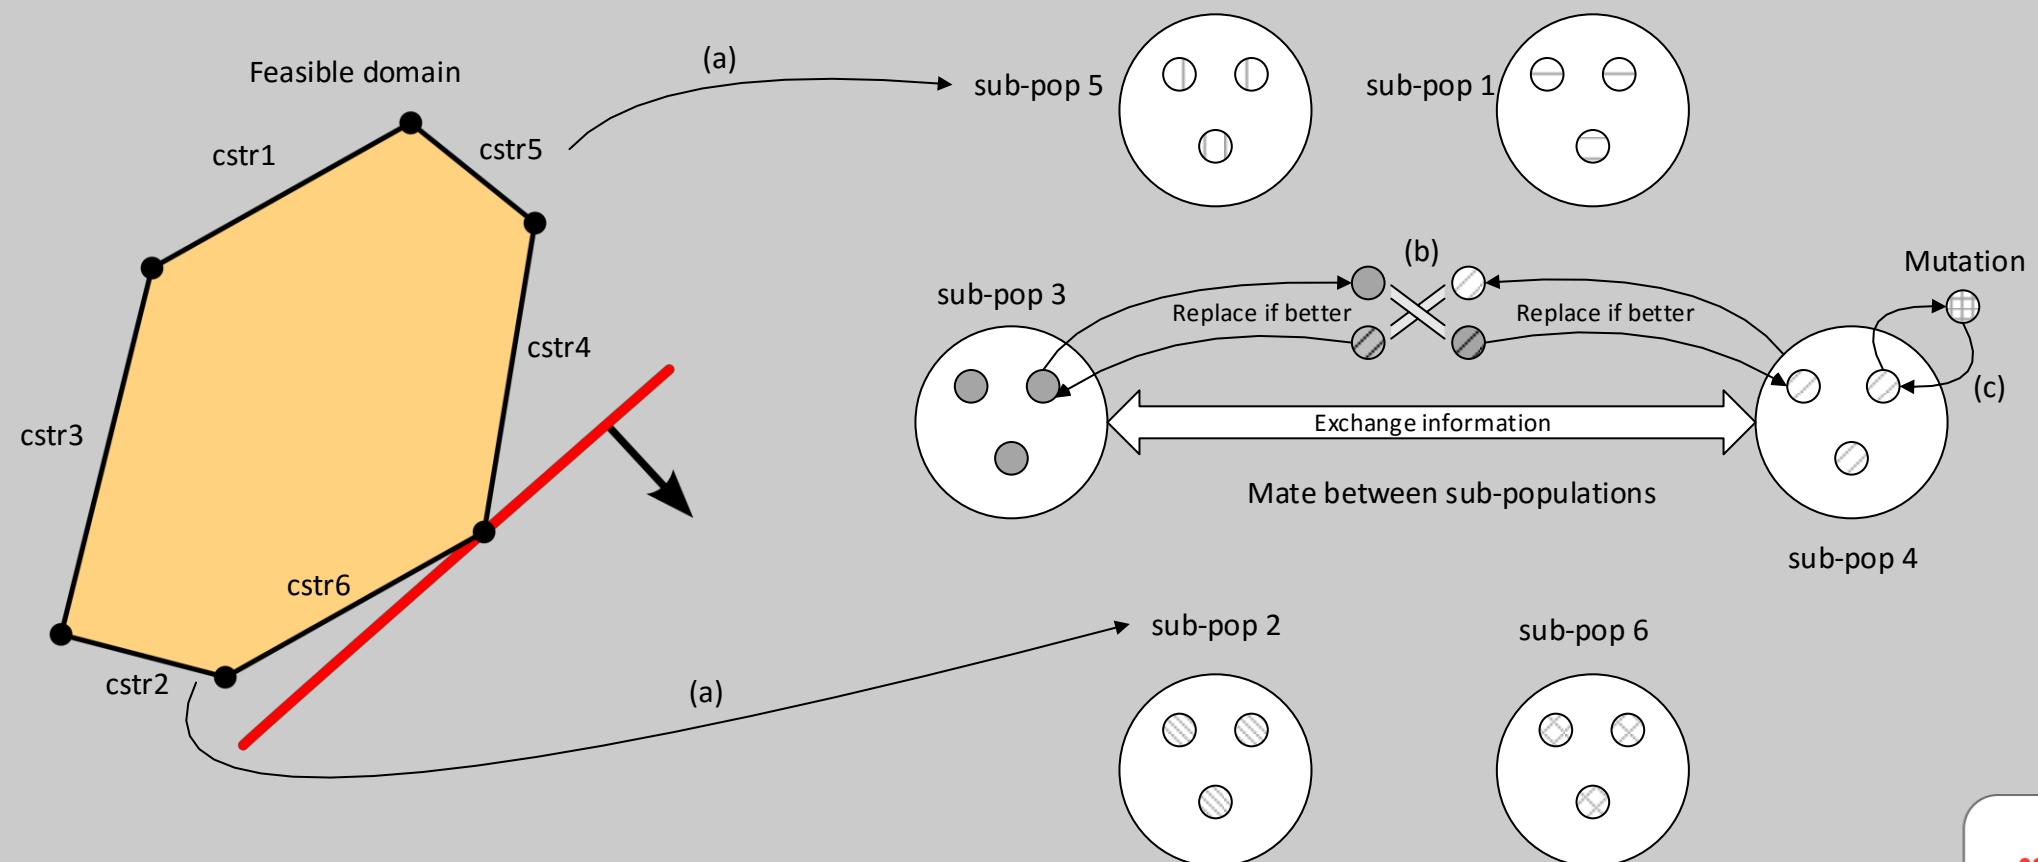 Feasible domain
(a)
sub-pop 5
sub-pop 1
cstr1
cstr5
(b)
Mutation
sub-pop 3
Replace if better
Replace if better
cstr4
(c)
cstr3
Exchange information
Mate between sub-populations
sub-pop 4
cstr6
sub-pop 2
sub-pop 6
cstr2
(a)